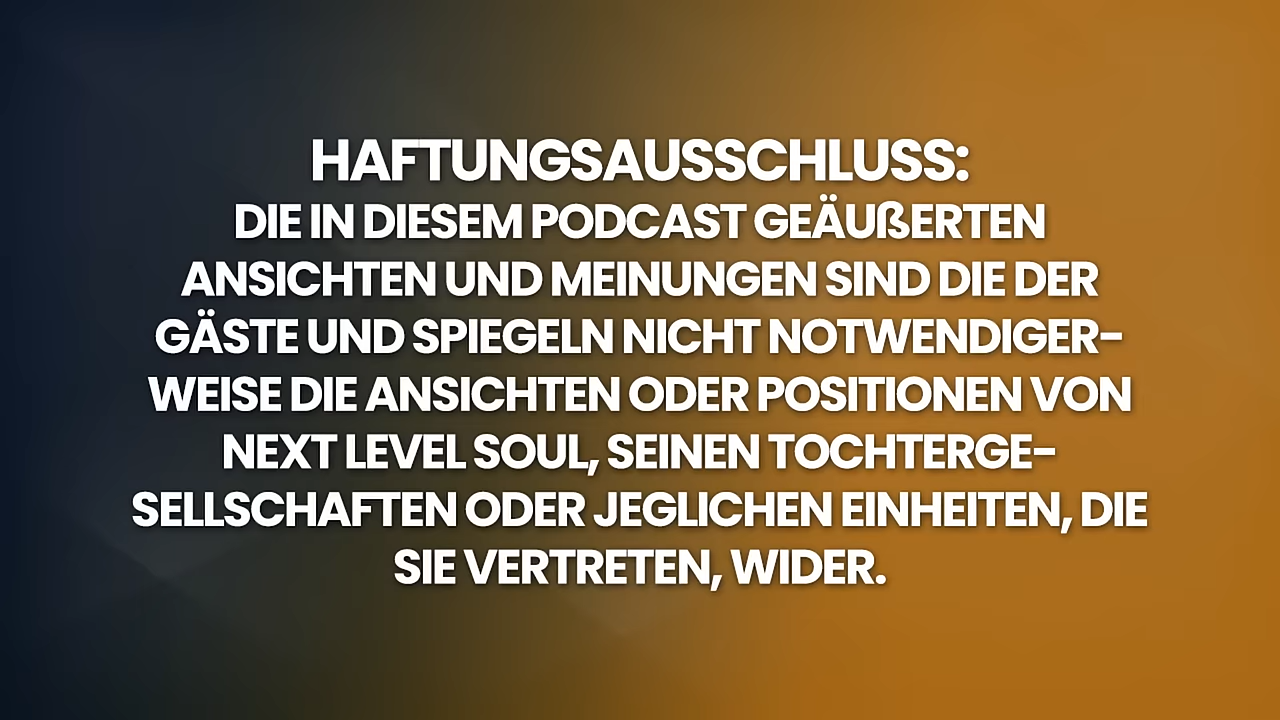 HAFTUNGSAUSSCHLUSS:
DIE IN DIESEM PODCAST GEÄUßERTEN
ANSICHTEN UND MEINUNGEN SIND DIE DER
GÄSTE UND SPIEGELN NICHT NOTWENDIGER-
WEISE DIE ANSICHTEN ODER POSITIONEN VON
NEXT LEVEL SOUL, SEINEN TOCHTERGE-
SELLSCHAFTEN ODER JEGLICHEN EINHEITEN, DIE
SIE VERTRETEN, WIDER.